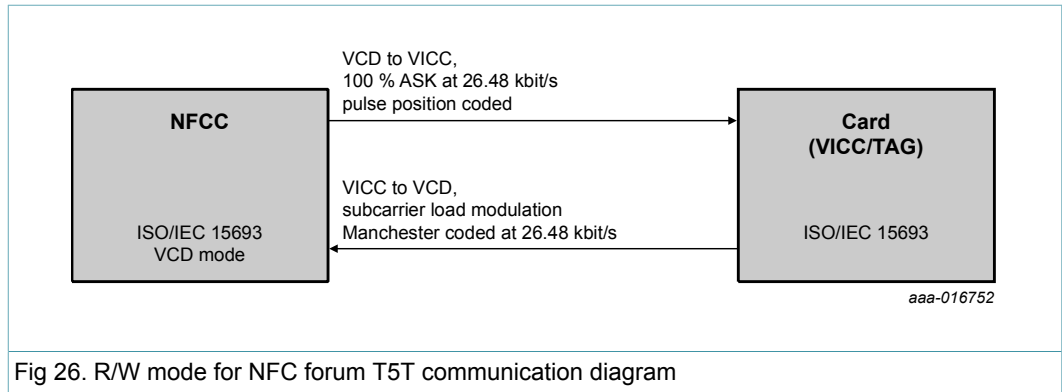 VCD to VICC,
100 % ASK at 26.48 kbit/s
pulse position coded
NFCC
Card
(VICC/TAG)
VICC to VCD,
subcarrier load modulation
Manchester coded at 26.48 kbit/s
ISO/IEC 15693
VCD mode
ISO/IEC 15693
aaa-016752
Fig 26. R/W mode for NFC forum T5T communication diagram